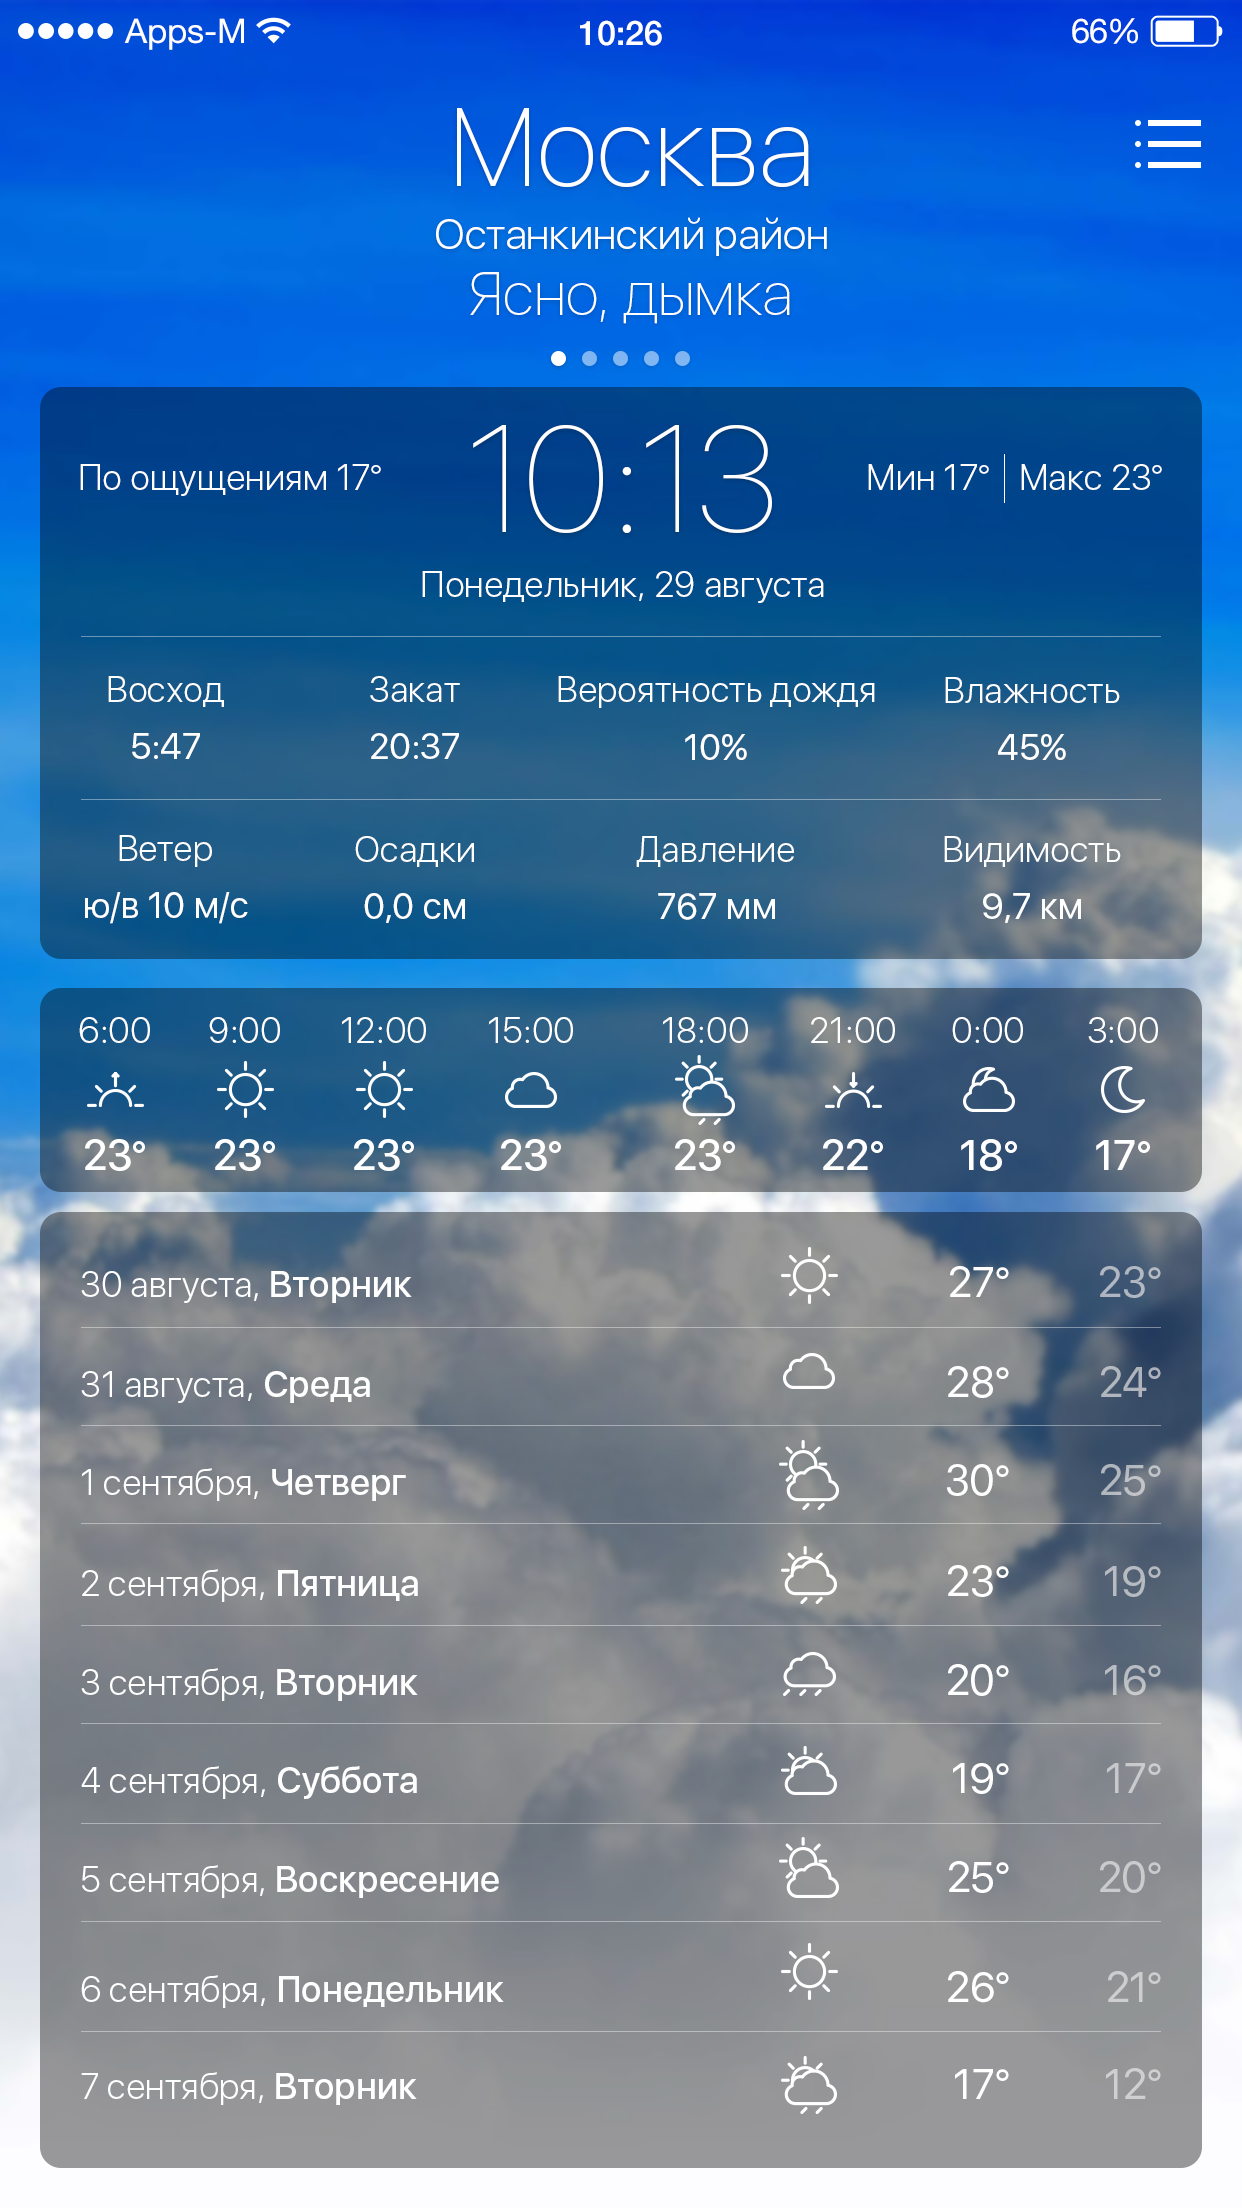 Apps-M 10:26 66%
Москва
Останкинский район
Ясно, дымка
По ощущениям 17° 10:13 Мин 17° Макс 23°
Понедельник, 29 августа
Восход Закат Вероятность дождя Влажность
5:47 20:37 10% 45%
Ветер Осадки Давление Видимость
ю/в 10 м/с 0,0 см 767 мм 9,7 км
6:00 9:00 12:00 15:00 18:00 21:00 0:00 3:00
23° 23° 23° 23° 23° 22° 18° 17°
30 августа, Вторник 27° 23°
31 августа, Среда 28° 24°
1 сентября, Четверг 30° 25°
2 сентября, Пятница 23° 19°
3 сентября, Вторник 20° 16°
4 сентября, Суббота 19° 17°
5 сентября, Воскресение 25° 20°
6 сентября, Понедельник 26° 21°
7 сентября, Вторник 17° 12°